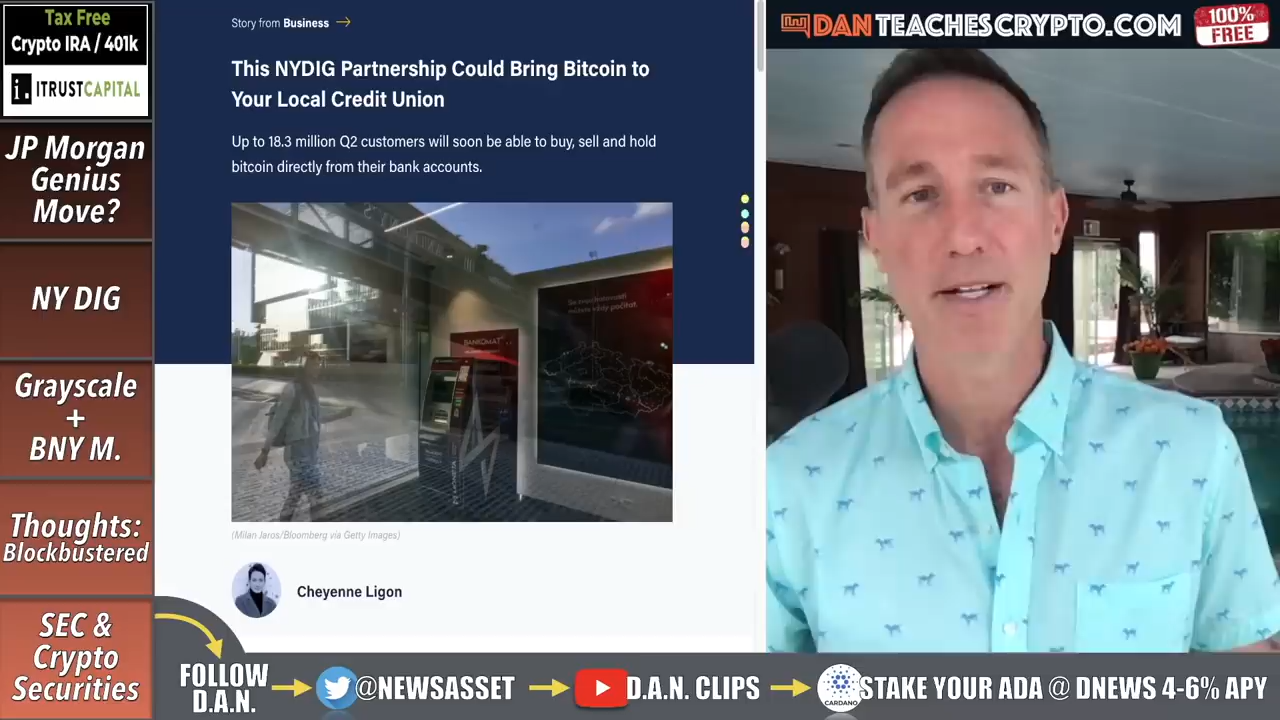 Tax Free
Crypto IRA / 401k
i. iTRUSTCAPITAL
JP Morgan
Genius
Move?
NY DIG
Grayscale
+
BNY M.
Thoughts:
Blockbustered
SEC &
Crypto
Securities
Story from Business →
This NYDIG Partnership Could Bring Bitcoin to
Your Local Credit Union
Up to 18.3 million Q2 customers will soon be able to buy, sell and hold
bitcoin directly from their bank accounts.
BANKOMAT
(Milan Jaros/Bloomberg via Getty Images)
Cheyenne Ligon
DANTEACHESCRYPTO.COM
100%
FREE
FOLLOW
D.A.N.
@NEWSASSET
D.A.N. CLIPS
CARDANO
STAKE YOUR ADA @ DNEWS 4-6% APY